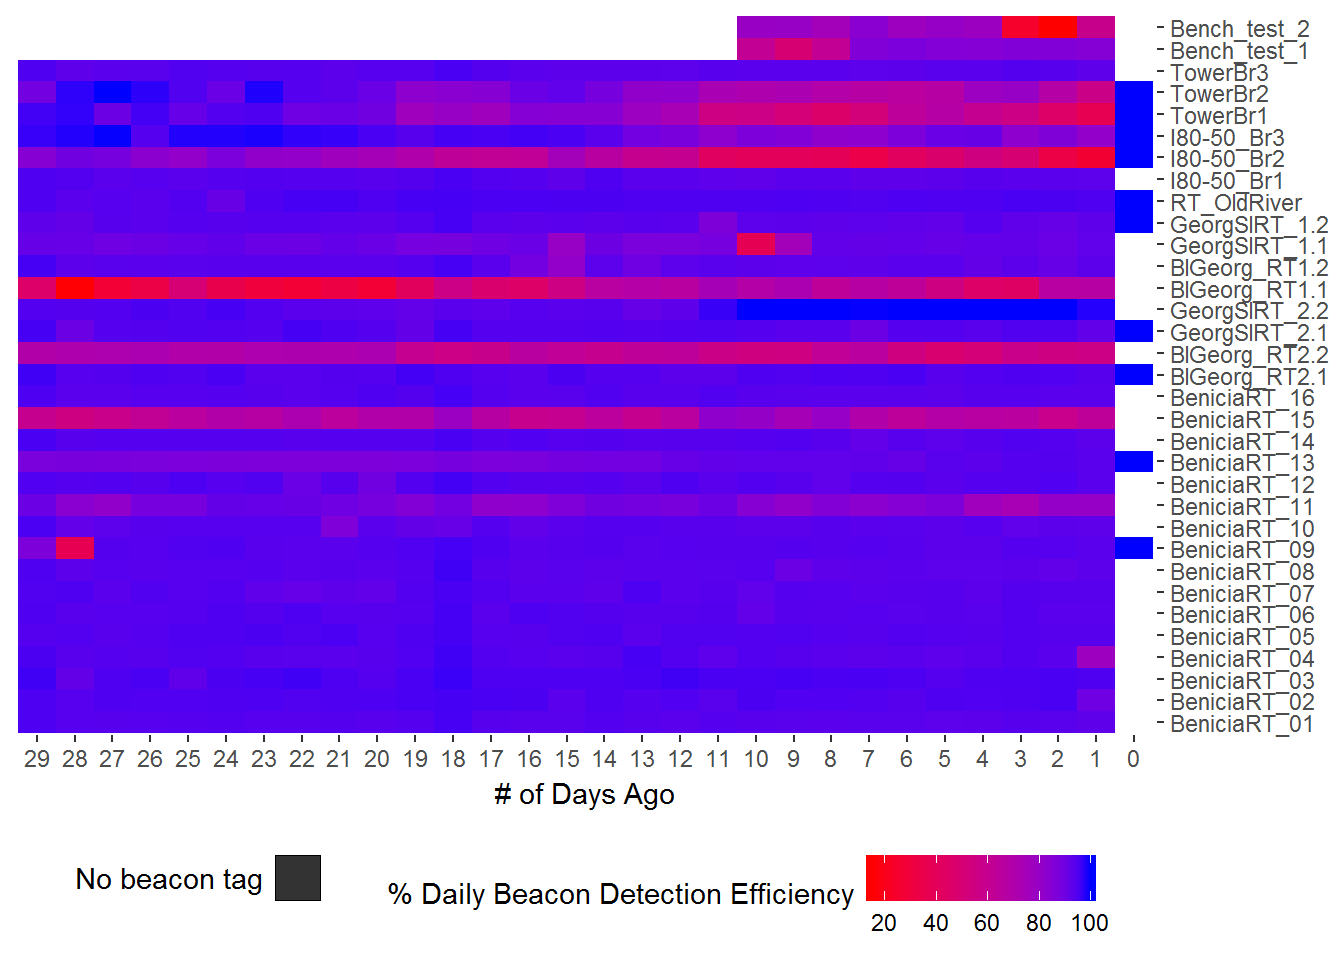 Bench_test_2
Bench_test_1
TowerBr3
TowerBr2
TowerBr1
I80-50_Br3
I80-50_Br2
I80-50_Br1
RT_OldRiver
GeorgSlRT_1.2
GeorgSlRT_1.1
BlGeorg_RT1.2
BlGeorg_RT1.1
GeorgSlRT_2.2
GeorgSlRT_2.1
BlGeorg_RT2.2
BlGeorg_RT2.1
BeniciaRT_16
BeniciaRT_15
BeniciaRT_14
BeniciaRT_13
BeniciaRT_12
BeniciaRT_11
BeniciaRT_10
BeniciaRT_09
BeniciaRT_08
BeniciaRT_07
BeniciaRT_06
BeniciaRT_05
BeniciaRT_04
BeniciaRT_03
BeniciaRT_02
BeniciaRT_01
29 28 27 26 25 24 23 22 21 20 19 18 17 16 15 14 13 12 11 10 9 8 7 6 5 4 3 2 1 0
# of Days Ago
No beacon tag
% Daily Beacon Detection Efficiency
20 40 60 80 100